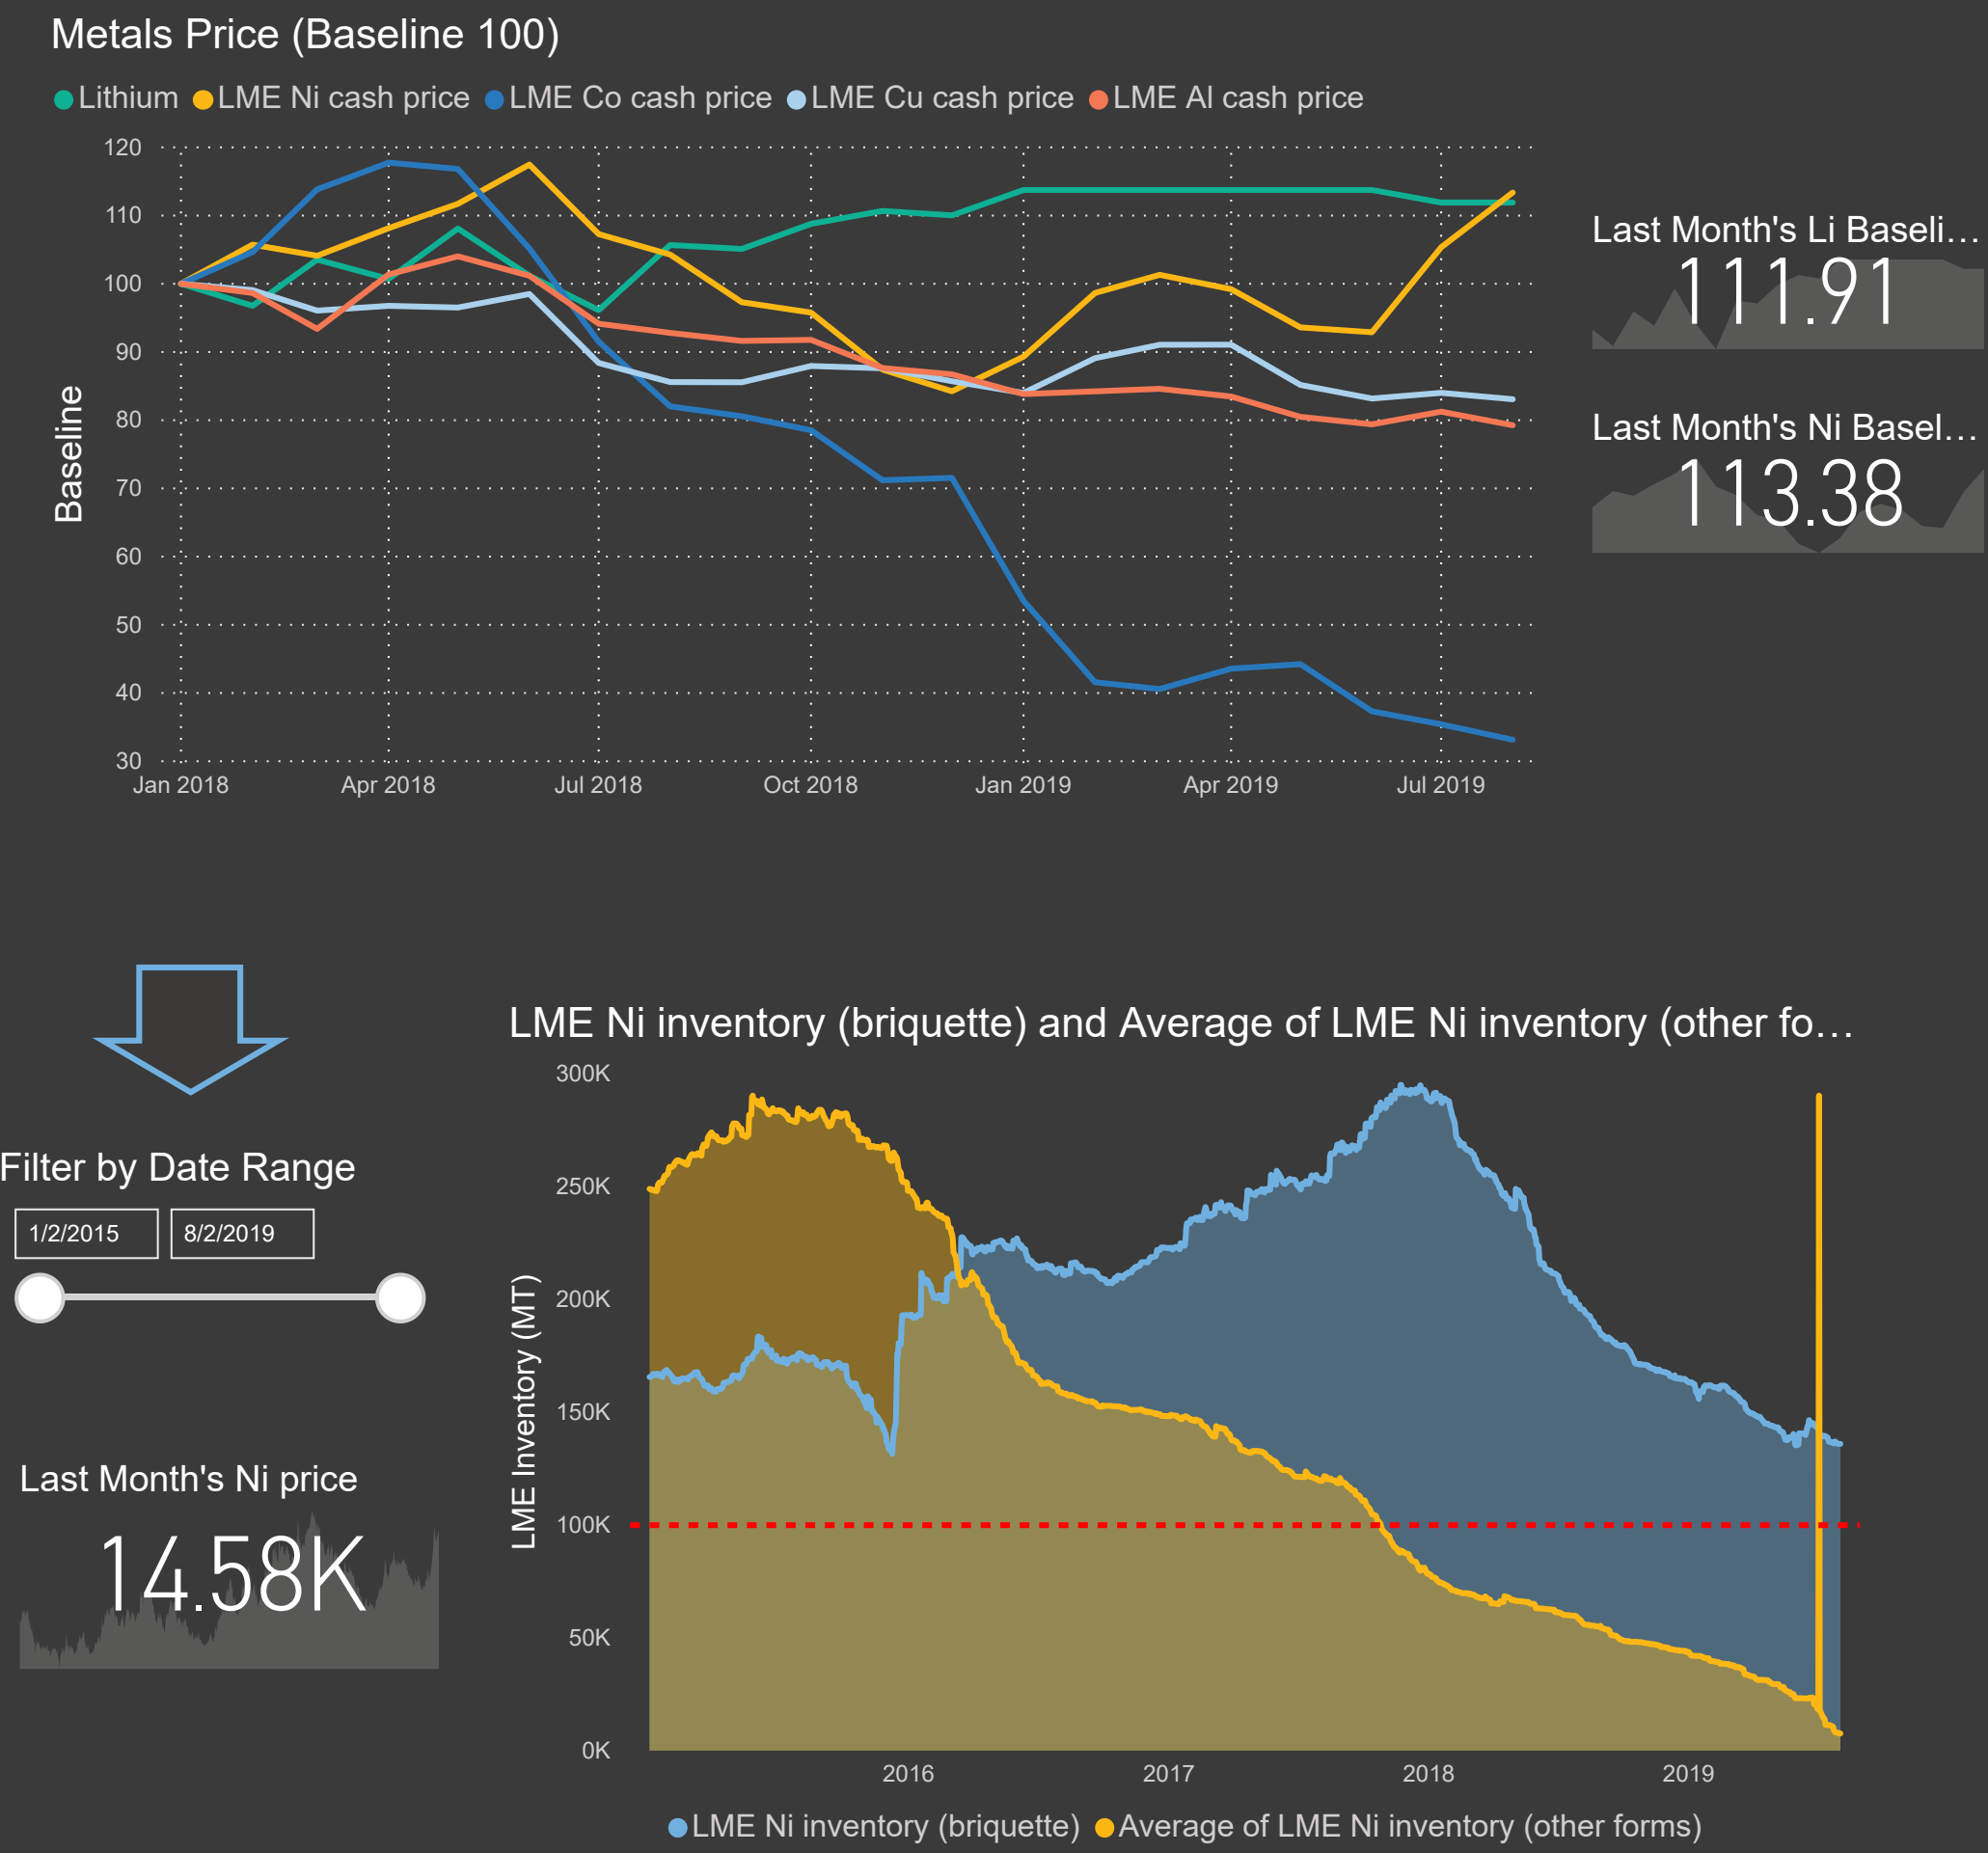 Metals Price (Baseline 100)
Lithium LME Ni cash price LME Co cash price LME Cu cash price LME Al cash price
120
110
100
90
80
70
60
50
40
30
Baseline
Jan 2018 Apr 2018 Jul 2018 Oct 2018 Jan 2019 Apr 2019 Jul 2019
Last Month's Li Baseli…
111.91
Last Month's Ni Basel…
113.38
Filter by Date Range
1/2/2015 8/2/2019
Last Month's Ni price
14.58K
LME Ni inventory (briquette) and Average of LME Ni inventory (other fo…
300K
250K
200K
150K
100K
50K
0K
LME Inventory (MT)
2016 2017 2018 2019
LME Ni inventory (briquette) Average of LME Ni inventory (other forms)